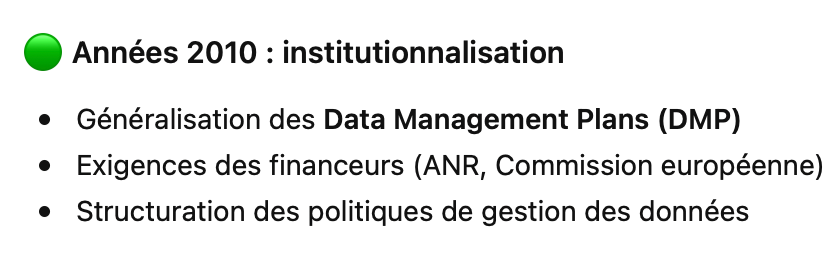 Années 2010 : institutionnalisation
• Généralisation des Data Management Plans (DMP)
• Exigences des financeurs (ANR, Commission européenne)
• Structuration des politiques de gestion des données